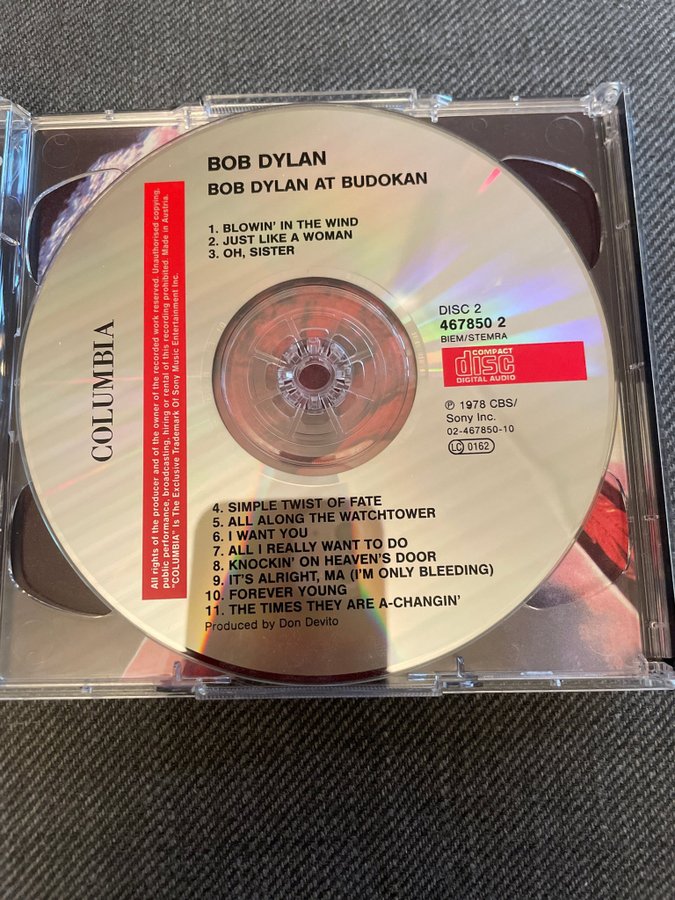 BOB DYLAN
BOB DYLAN AT BUDOKAN
1. BLOWIN' IN THE WIND
2. JUST LIKE A WOMAN
3. OH, SISTER
DISC 2
467850 2
BIEM/STEMRA
COMPACT
disc
DIGITAL AUDIO
℗ 1978 CBS/
Sony Inc.
02-467850-10
LC 0162
4. SIMPLE TWIST OF FATE
5. ALL ALONG THE WATCHTOWER
6. I WANT YOU
7. ALL I REALLY WANT TO DO
8. KNOCKIN' ON HEAVEN'S DOOR
9. IT'S ALRIGHT, MA (I'M ONLY BLEEDING)
10. FOREVER YOUNG
11. THE TIMES THEY ARE A-CHANGIN'
Produced by Don Devito
COLUMBIA
All rights of the producer and of the owner of the recorded work reserved. Unauthorised copying,
public performance, broadcasting, hiring or rental of this recording prohibited. Made in Austria.
"COLUMBIA" Is The Exclusive Trademark Of Sony Music Entertainment Inc.